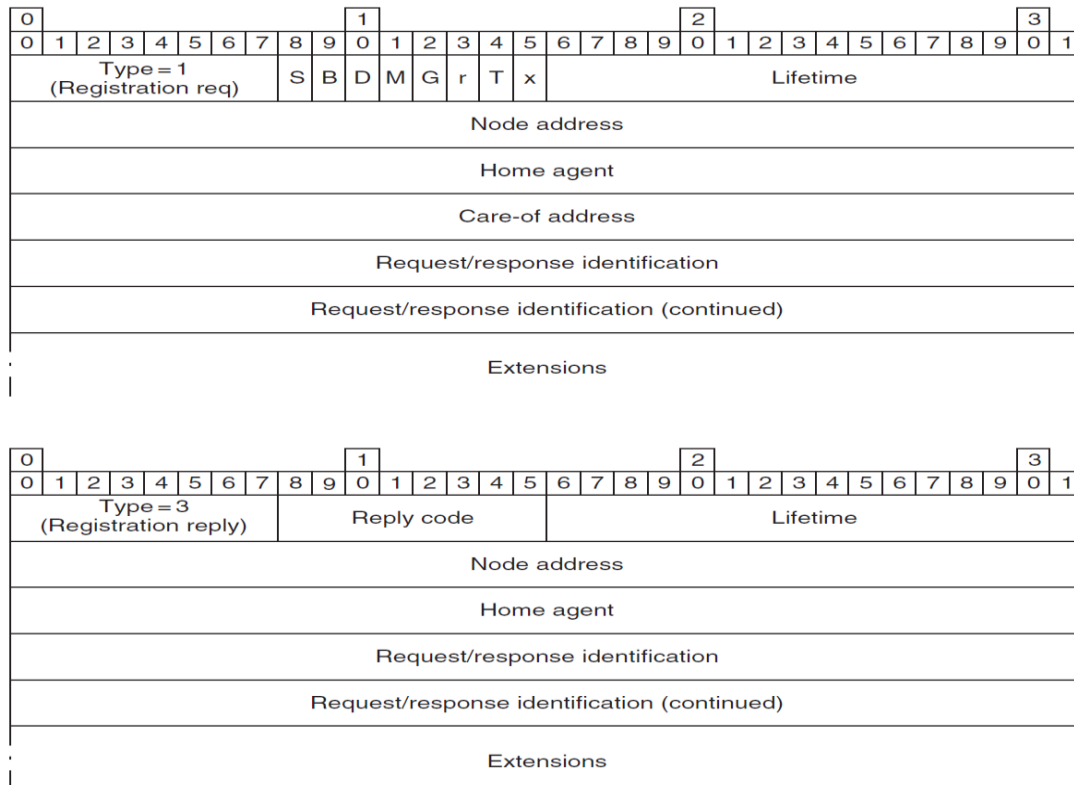 0 1 2 3
0 1 2 3 4 5 6 7 8 9 0 1 2 3 4 5 6 7 8 9 0 1 2 3 4 5 6 7 8 9 0 1
Type = 1
(Registration req) S B D M G r T x Lifetime
Node address
Home agent
Care-of address
Request/response identification
Request/response identification (continued)
Extensions
0 1 2 3
0 1 2 3 4 5 6 7 8 9 0 1 2 3 4 5 6 7 8 9 0 1 2 3 4 5 6 7 8 9 0 1
Type = 3
(Registration reply) Reply code Lifetime
Node address
Home agent
Request/response identification
Request/response identification (continued)
Extensions